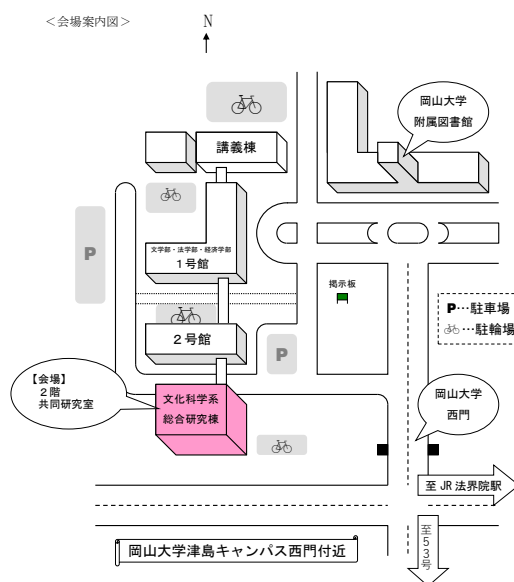 ＜会場案内図＞
N
岡山大学
附属図書館
講義棟
P
文学部・法学部・経済学部
１号館
掲示板
P…駐車場
…駐輪場
２号館
P
【会場】
２階
共同研究室
文化科学系
総合研究棟
岡山大学
西門
至 JR 法界院駅
至５３号
岡山大学津島キャンパス西門付近